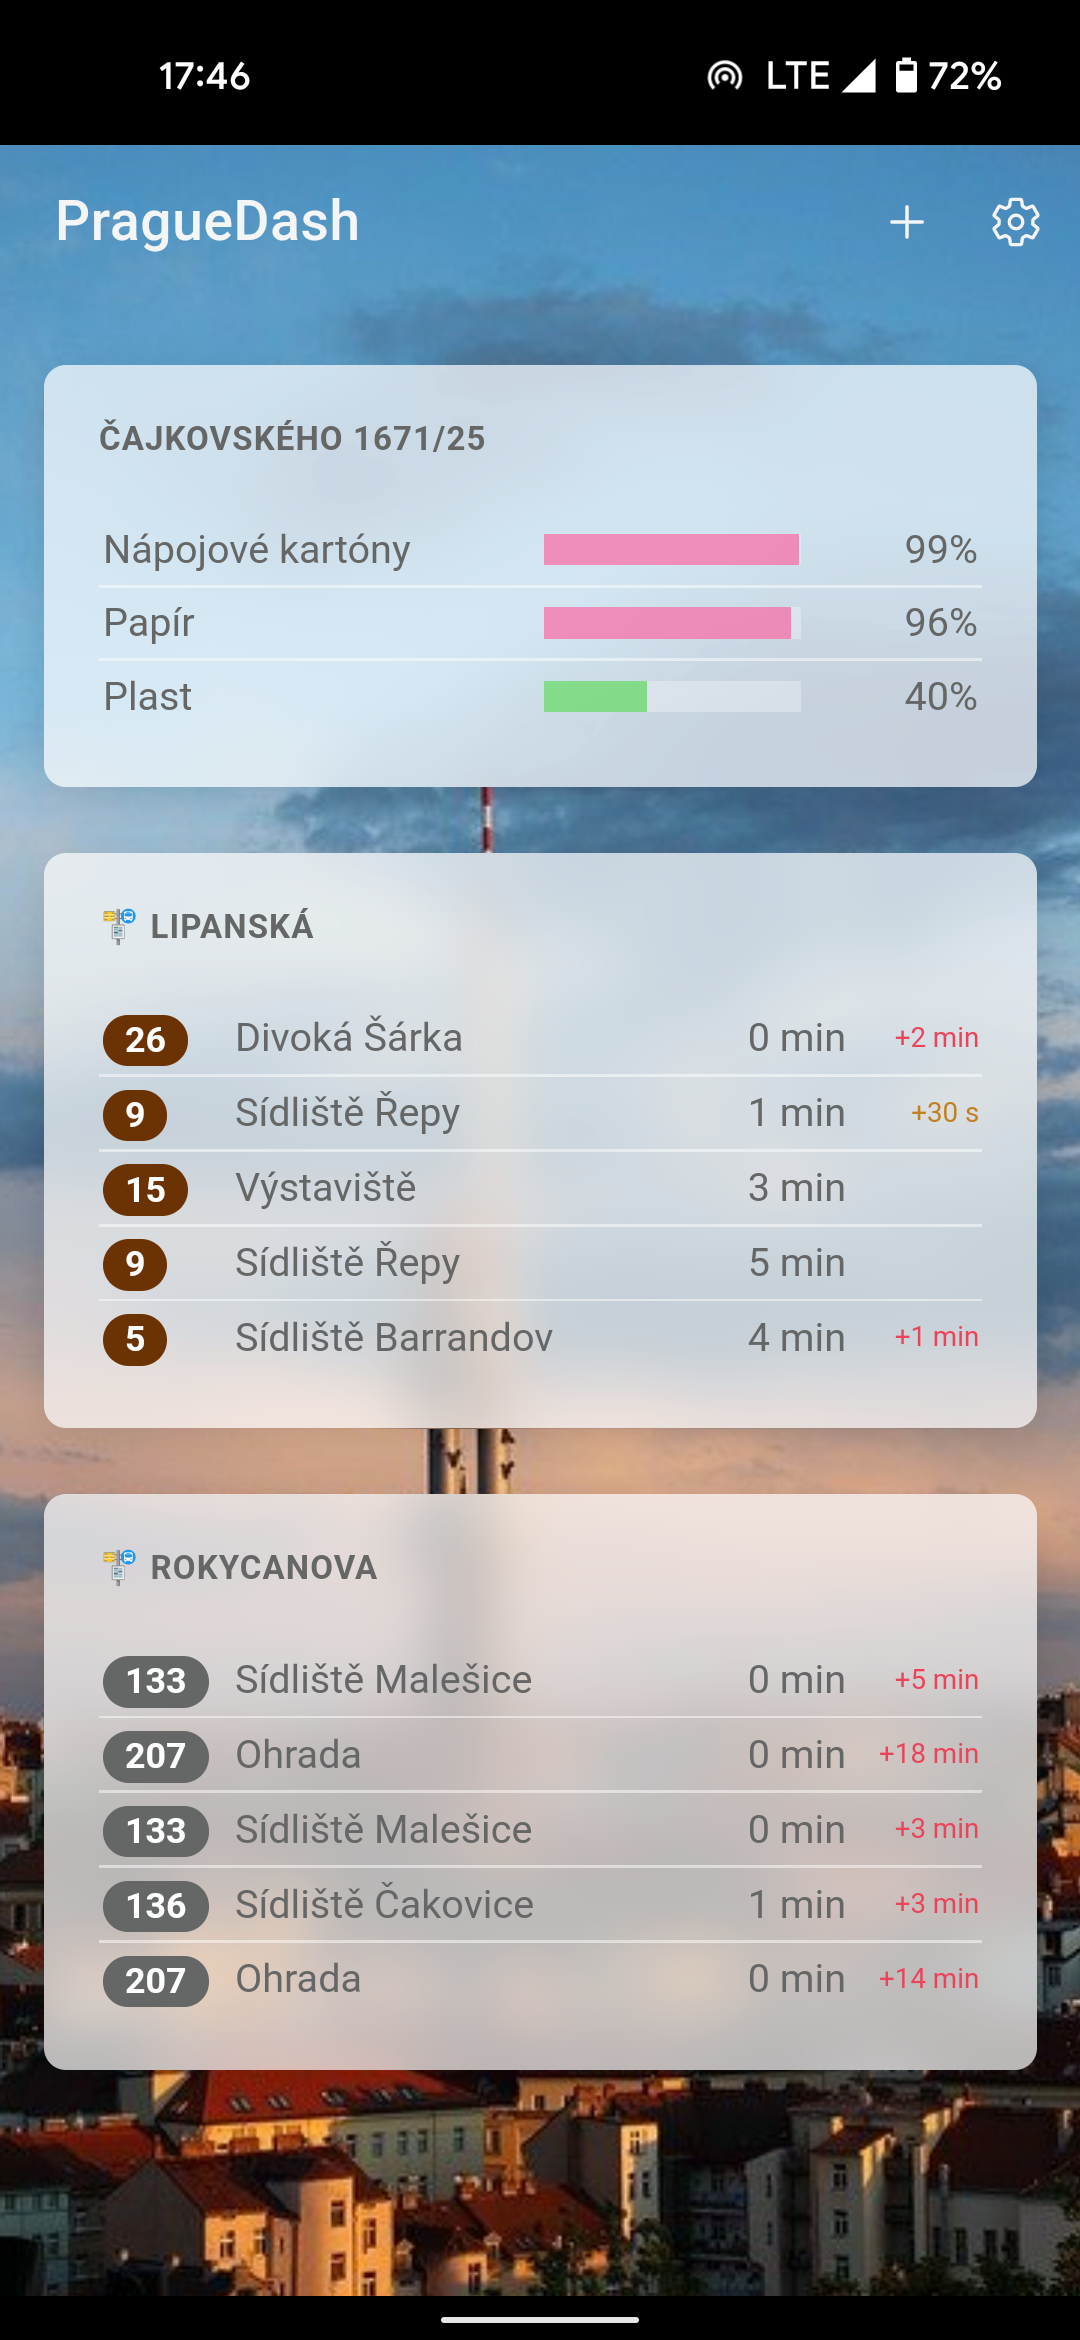 17:46 LTE 72%
PragueDash
ČAJKOVSKÉHO 1671/25
Nápojové kartóny 99%
Papír 96%
Plast 40%
LIPANSKÁ
26 Divoká Šárka 0 min +2 min
9 Sídliště Řepy 1 min +30 s
15 Výstaviště 3 min
9 Sídliště Řepy 5 min
5 Sídliště Barrandov 4 min +1 min
ROKYCANOVA
133 Sídliště Malešice 0 min +5 min
207 Ohrada 0 min +18 min
133 Sídliště Malešice 0 min +3 min
136 Sídliště Čakovice 1 min +3 min
207 Ohrada 0 min +14 min